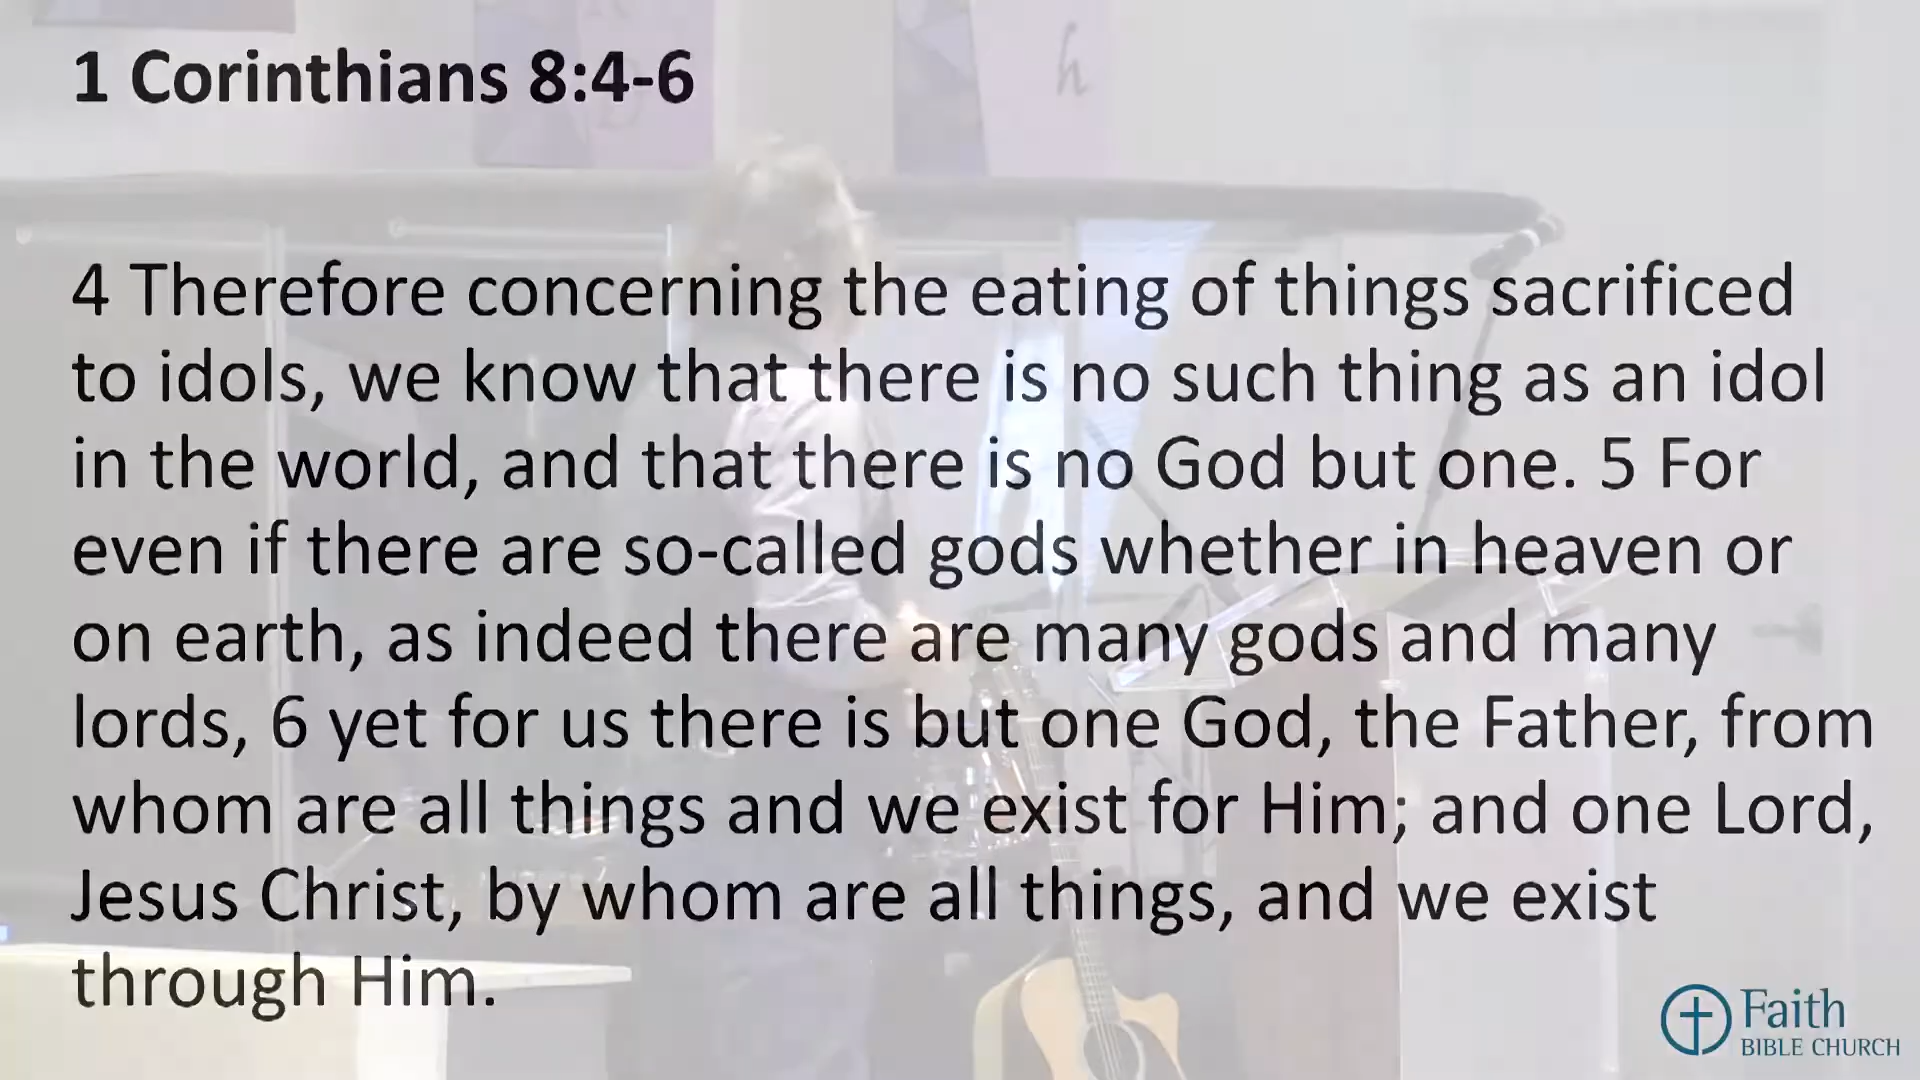 1 Corinthians 8:4-6
h
4 Therefore concerning the eating of things sacrificed
to idols, we know that there is no such thing as an idol
in the world, and that there is no God but one. 5 For
even if there are so-called gods whether in heaven or
on earth, as indeed there are many gods and many
lords, 6 yet for us there is but one God, the Father, from
whom are all things and we exist for Him; and one Lord,
Jesus Christ, by whom are all things, and we exist
through Him.
Faith
BIBLE CHURCH